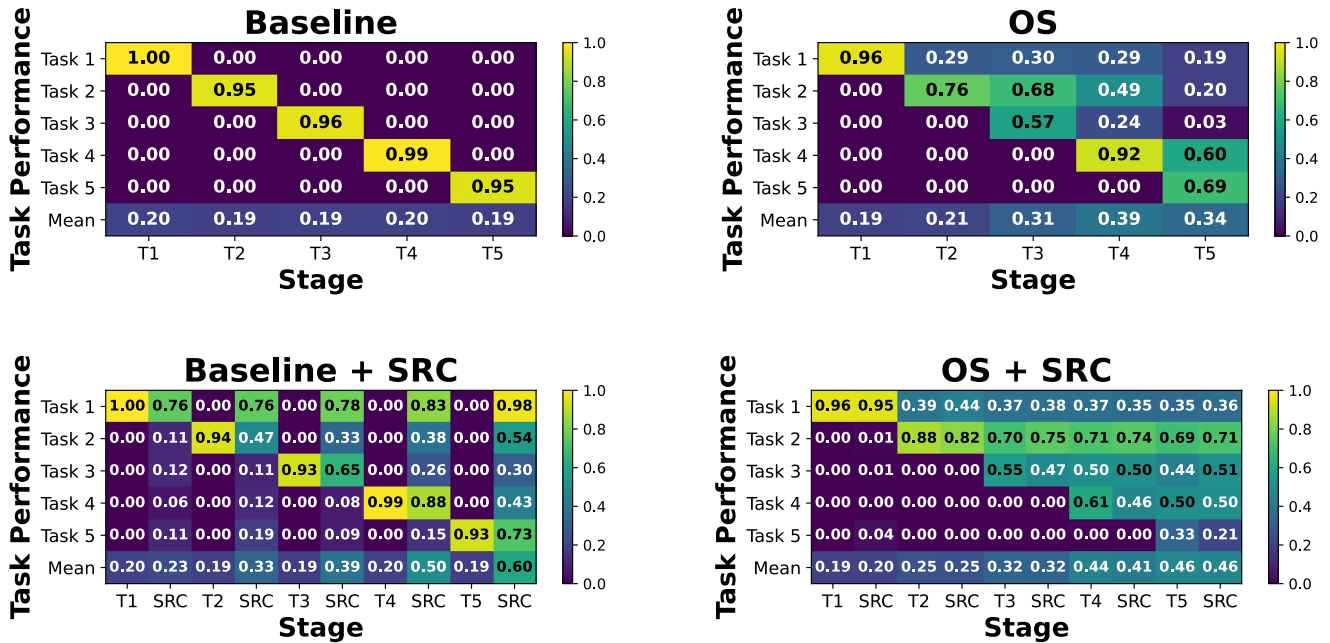 Baseline
Task Performance
Task 1 1.00 0.00 0.00 0.00 0.00
Task 2 0.00 0.95 0.00 0.00 0.00
Task 3 0.00 0.00 0.96 0.00 0.00
Task 4 0.00 0.00 0.00 0.99 0.00
Task 5 0.00 0.00 0.00 0.00 0.95
Mean 0.20 0.19 0.19 0.20 0.19
T1 T2 T3 T4 T5
Stage
1.0
0.8
0.6
0.4
0.2
0.0
OS
Task Performance
Task 1 0.96 0.29 0.30 0.29 0.19
Task 2 0.00 0.76 0.68 0.49 0.20
Task 3 0.00 0.00 0.57 0.24 0.03
Task 4 0.00 0.00 0.00 0.92 0.60
Task 5 0.00 0.00 0.00 0.00 0.69
Mean 0.19 0.21 0.31 0.39 0.34
T1 T2 T3 T4 T5
Stage
1.0
0.8
0.6
0.4
0.2
0.0
Baseline + SRC
Task Performance
Task 1 1.00 0.76 0.00 0.76 0.00 0.78 0.00 0.83 0.00 0.98
Task 2 0.00 0.11 0.94 0.47 0.00 0.33 0.00 0.38 0.00 0.54
Task 3 0.00 0.12 0.00 0.11 0.93 0.65 0.00 0.26 0.00 0.30
Task 4 0.00 0.06 0.00 0.12 0.00 0.08 0.99 0.88 0.00 0.43
Task 5 0.00 0.11 0.00 0.19 0.00 0.09 0.00 0.15 0.93 0.73
Mean 0.20 0.23 0.19 0.33 0.19 0.39 0.20 0.50 0.19 0.60
T1 SRC T2 SRC T3 SRC T4 SRC T5 SRC
Stage
1.0
0.8
0.6
0.4
0.2
0.0
OS + SRC
Task Performance
Task 1 0.96 0.95 0.39 0.44 0.37 0.38 0.37 0.35 0.35 0.36
Task 2 0.00 0.01 0.88 0.82 0.70 0.75 0.71 0.74 0.69 0.71
Task 3 0.00 0.01 0.00 0.00 0.55 0.47 0.50 0.50 0.44 0.51
Task 4 0.00 0.00 0.00 0.00 0.00 0.00 0.61 0.46 0.50 0.50
Task 5 0.00 0.04 0.00 0.00 0.00 0.00 0.00 0.00 0.33 0.21
Mean 0.19 0.20 0.25 0.25 0.32 0.32 0.44 0.41 0.46 0.46
T1 SRC T2 SRC T3 SRC T4 SRC T5 SRC
Stage
1.0
0.8
0.6
0.4
0.2
0.0